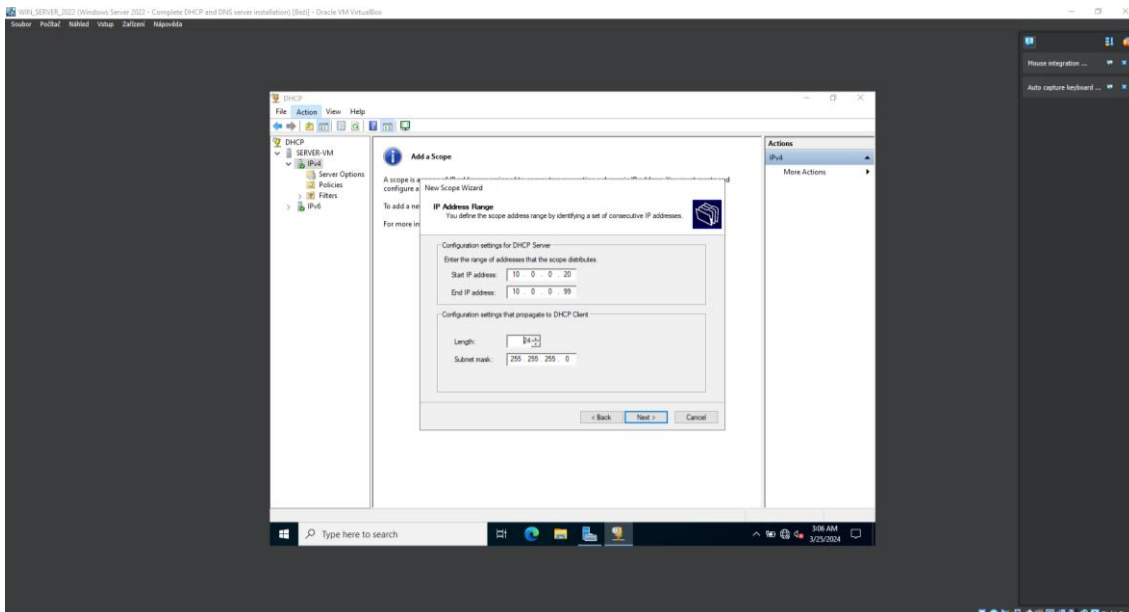 WIN_SERVER_2022 (Windows Server 2022 - Complete DHCP and DNS server installation) [Beží] - Oracle VM VirtualBox
Soubor Počítač Náhled Vstup Zařízení Nápověda
Mouse integration ...
Auto capture keyboard ...
DHCP
File Action View Help
DHCP
SERVER-VM
IPv4
Server Options
Policies
Filters
IPv6
Add a Scope
A scope is a
configure a
To add a ne
For more in
New Scope Wizard
IP Address Range
You define the scope address range by identifying a set of consecutive IP addresses.
Configuration settings for DHCP Server
Enter the range of addresses that the scope distributes.
Start IP address: 10 . 0 . 0 . 20
End IP address: 10 . 0 . 0 . 99
Configuration settings that propagate to DHCP Client
Length: 24
Subnet mask: 255 . 255 . 255 . 0
< Back Next > Cancel
Actions
IPv4
More Actions
Type here to search
3:06 AM
3/25/2024